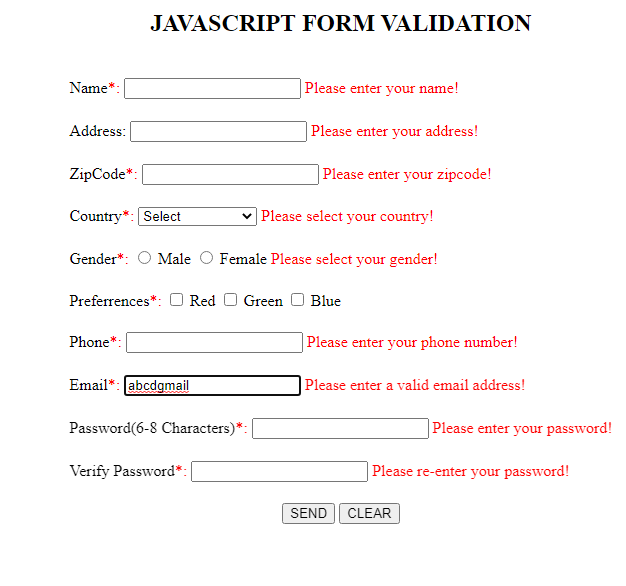 JAVASCRIPT FORM VALIDATION
Name*: Please enter your name!
Address: Please enter your address!
ZipCode*: Please enter your zipcode!
Country*: Select Please select your country!
Gender*: Male Female Please select your gender!
Preferrences*: Red Green Blue
Phone*: Please enter your phone number!
Email*: abcdgmail Please enter a valid email address!
Password(6-8 Characters)*: Please enter your password!
Verify Password*: Please re-enter your password!
SEND CLEAR